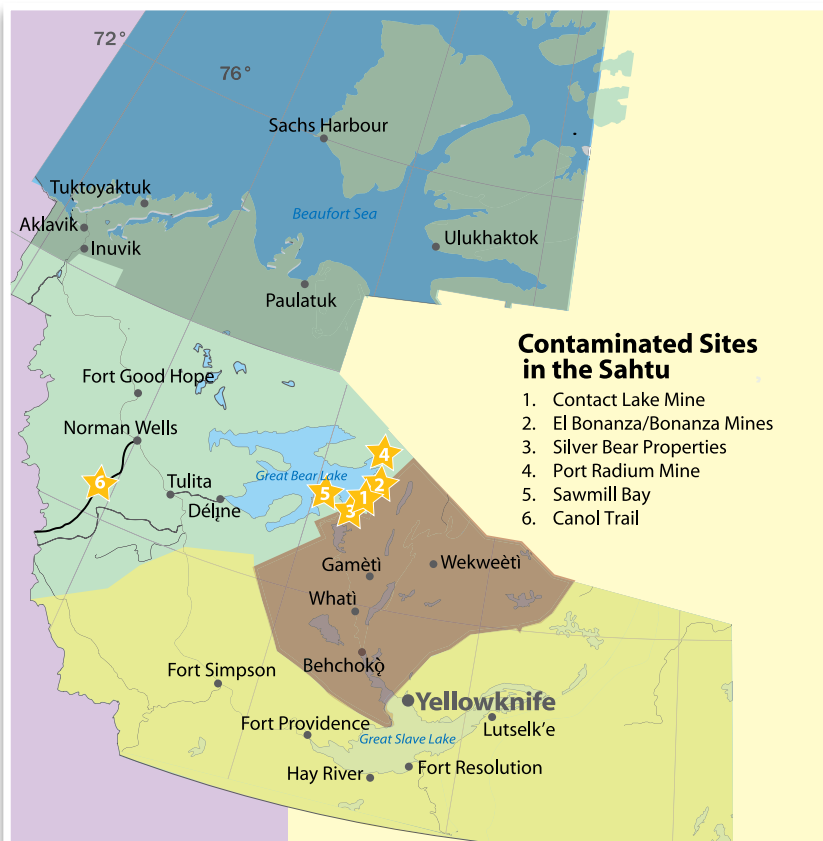 72°
76°
Sachs Harbour
Tuktoyaktuk
Beaufort Sea
Aklavik
Ulukhaktok
Inuvik
Paulatuk
Contaminated Sites
in the Sahtu
1. Contact Lake Mine
2. El Bonanza/Bonanza Mines
3. Silver Bear Properties
4. Port Radium Mine
5. Sawmill Bay
6. Canol Trail
Fort Good Hope
Norman Wells
4
Great Bear Lake
6
Tulita
5
2
1
3
Délı̨ne
Gamètì
Wekweètì
Whatì
Behchokǫ̀
Fort Simpson
Yellowknife
Fort Providence
Lutselk'e
Great Slave Lake
Hay River
Fort Resolution